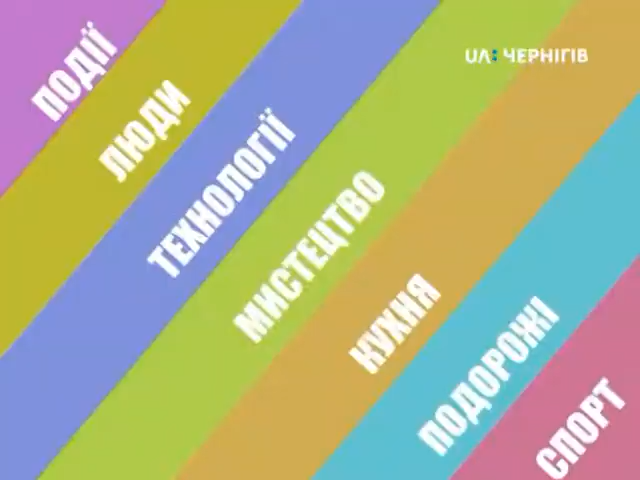 UA: ЧЕРНІГІВ
ПОДІЇ
ЛЮДИ
ТЕХНОЛОГІЇ
МИСТЕЦТВО
КУХНЯ
ПОДОРОЖІ
СПОРТ